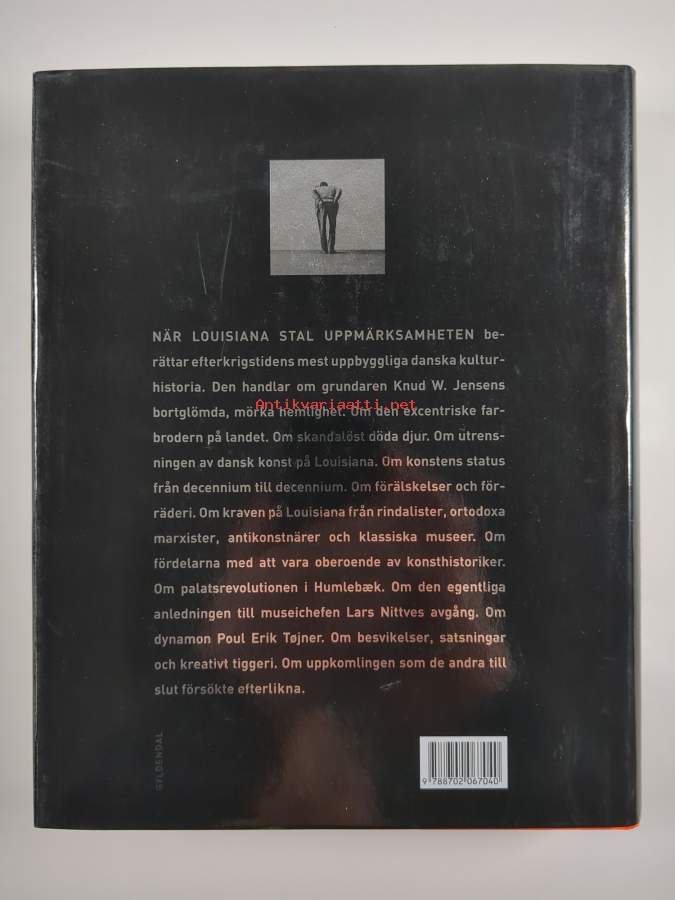 NÄR LOUISIANA STAL UPPMÄRKSAMHETEN be-
rättar efterkrigstidens mest uppbyggliga danska kultur-
historia. Den handlar om grundaren Knud W. Jensens
Antikvariaatti.net
bortglömda, mörka hemlighet. Om den excentriske far-
brodern på landet. Om skandalöst döda djur. Om utrens-
ningen av dansk konst på Louisiana. Om konstens status
från decennium till decennium. Om förälskelser och för-
räderi. Om kraven på Louisiana från rindalister, ortodoxa
marxister, antikonstnärer och klassiska museer. Om
fördelarna med att vara oberoende av konsthistoriker.
Om palatsrevolutionen i Humlebæk. Om den egentliga
anledningen till museichefen Lars Nittves avgång. Om
dynamon Poul Erik Tøjner. Om besvikelser, satsningar
och kreativt tiggeri. Om uppkomlingen som de andra till
slut försökte efterlikna.
GYLDENDAL
9 788702 067040